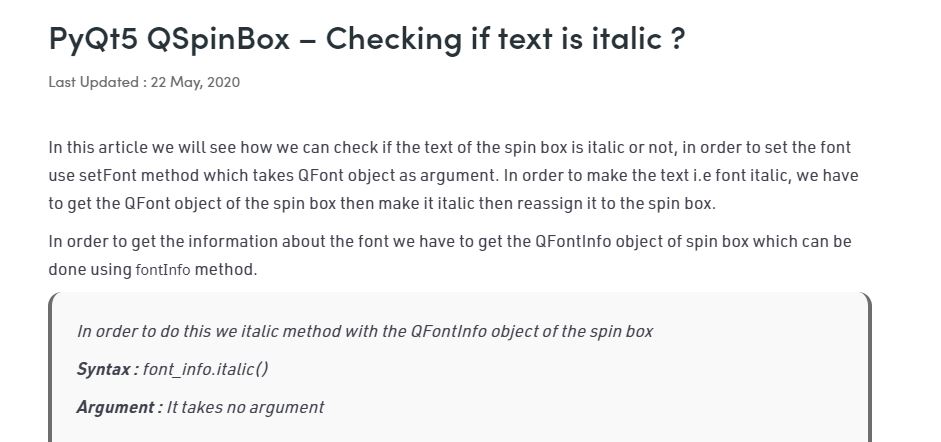 PyQt5 QSpinBox – Checking if text is italic ?
Last Updated : 22 May, 2020
In this article we will see how we can check if the text of the spin box is italic or not, in order to set the font
use setFont method which takes QFont object as argument. In order to make the text i.e font italic, we have
to get the QFont object of the spin box then make it italic then reassign it to the spin box.
In order to get the information about the font we have to get the QFontInfo object of spin box which can be
done using fontInfo method.
In order to do this we italic method with the QFontInfo object of the spin box
Syntax : font_info.italic()
Argument : It takes no argument